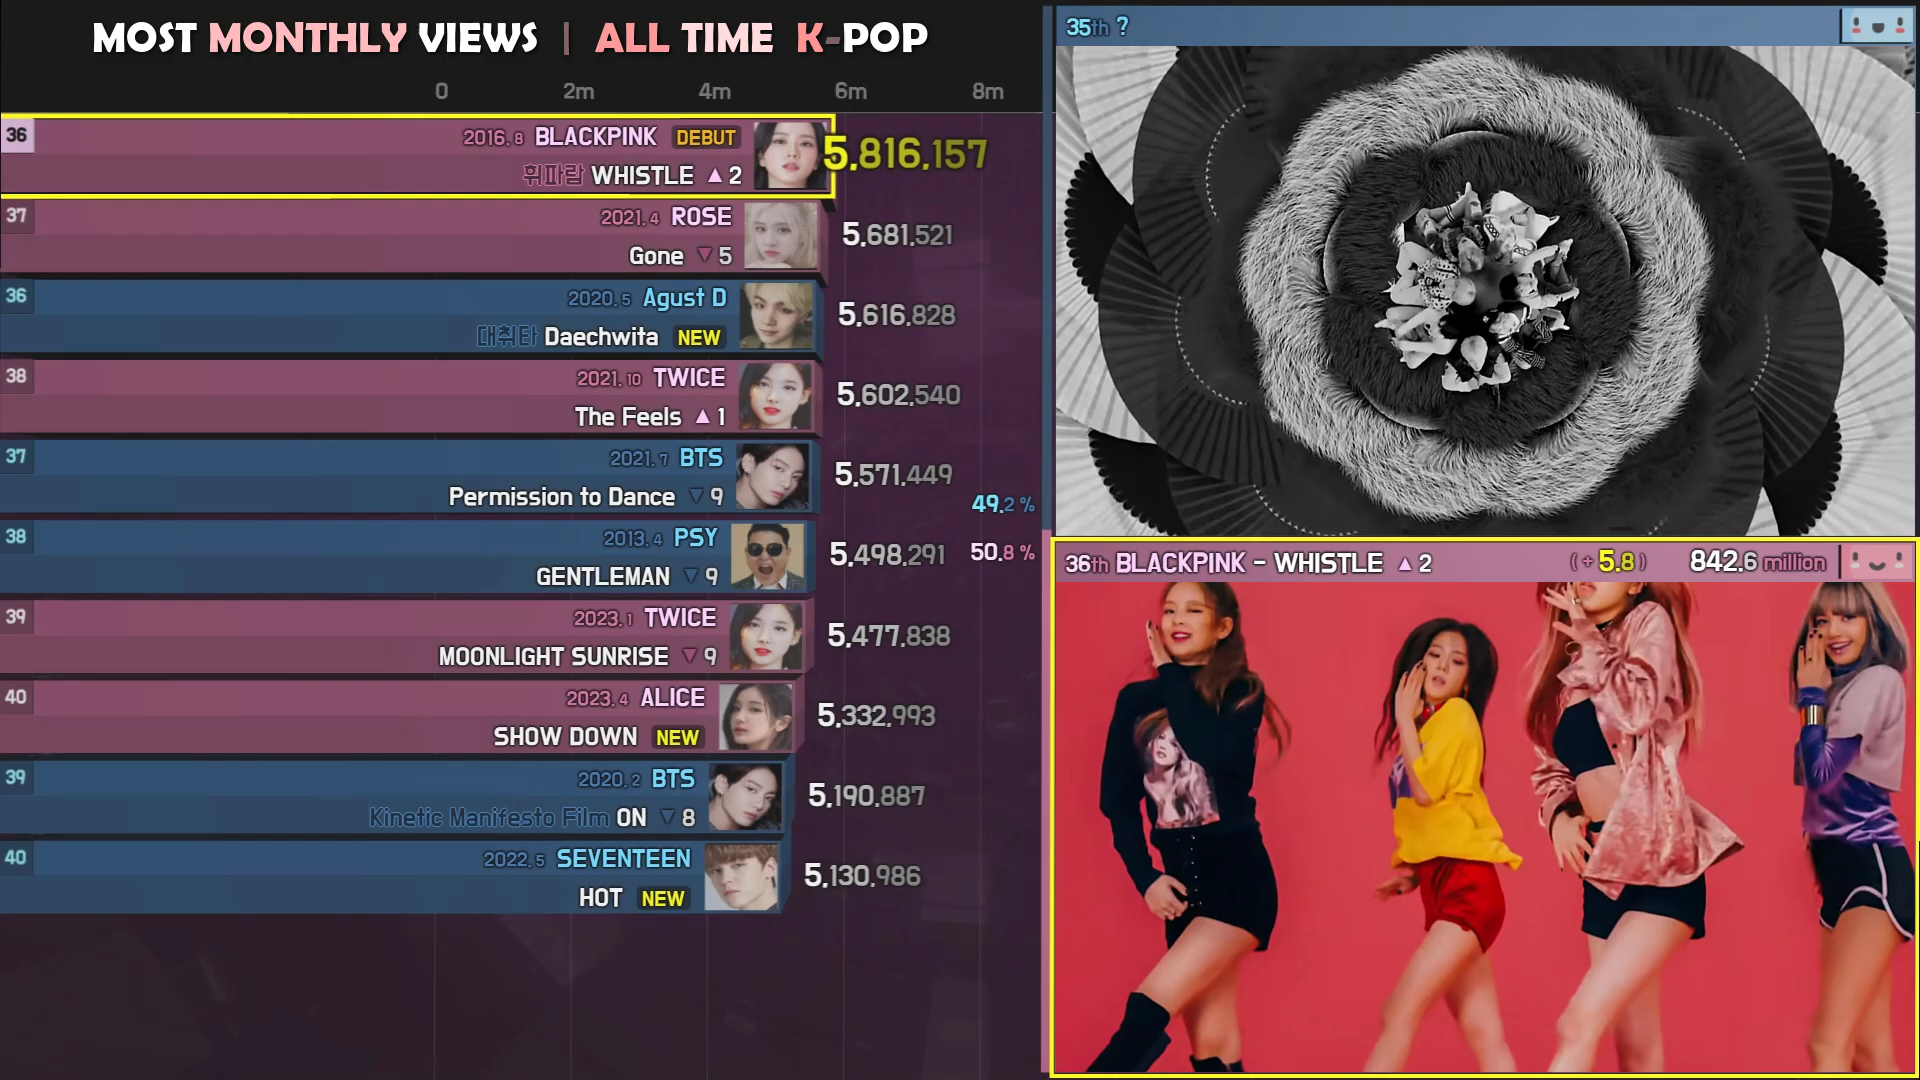 MOST MONTHLY VIEWS | ALL TIME K-POP
0 2m 4m 6m 8m
36 2016. 8 BLACKPINK DEBUT
휘파람 WHISTLE ▲ 2
5,816,157
37 2021. 4 ROSE
Gone ▼ 5
5,681,521
36 2020. 5 Agust D
대취타 Daechwita NEW
5,616,828
38 2021. 10 TWICE
The Feels ▲ 1
5,602,540
37 2021. 7 BTS
Permission to Dance ▼ 9
5,571,449
49.2 %
38 2013. 4 PSY
GENTLEMAN ▼ 9
5,498,291
50.8 %
39 2023. 1 TWICE
MOONLIGHT SUNRISE ▼ 9
5,477,838
40 2023. 4 ALICE
SHOW DOWN NEW
5,332,993
39 2020. 2 BTS
Kinetic Manifesto Film ON ▼ 8
5,190,887
40 2022. 5 SEVENTEEN
HOT NEW
5,130,986
35th ?
36th BLACKPINK - WHISTLE ▲ 2 (+5.8) 842.6 million